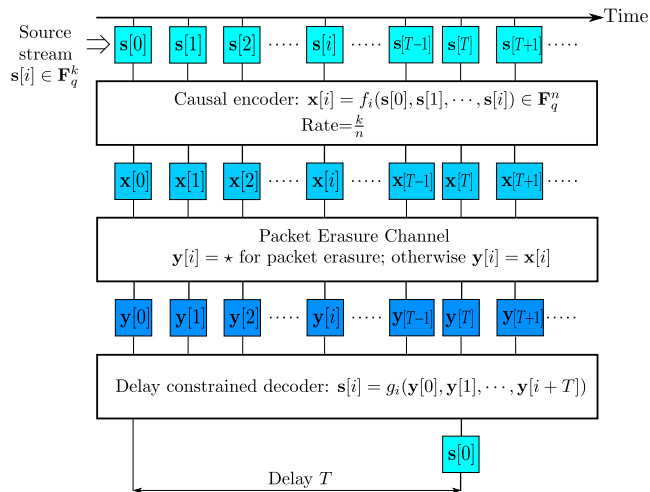 Time
Source
stream
s[i] ∈ F_q^k
s[0] s[1] s[2] ····· s[i] ····· s[T−1] s[T] s[T+1] ·····
Causal encoder: x[i] = f_i(s[0], s[1], ···, s[i]) ∈ F_q^n
Rate=k/n
x[0] x[1] x[2] ····· x[i] ····· x[T−1] x[T] x[T+1] ·····
Packet Erasure Channel
y[i] = ⋆ for packet erasure; otherwise y[i] = x[i]
y[0] y[1] y[2] ····· y[i] ····· y[T−1] y[T] y[T+1] ·····
Delay constrained decoder: s[i] = g_i(y[0], y[1], ···, y[i + T])
s[0]
Delay T